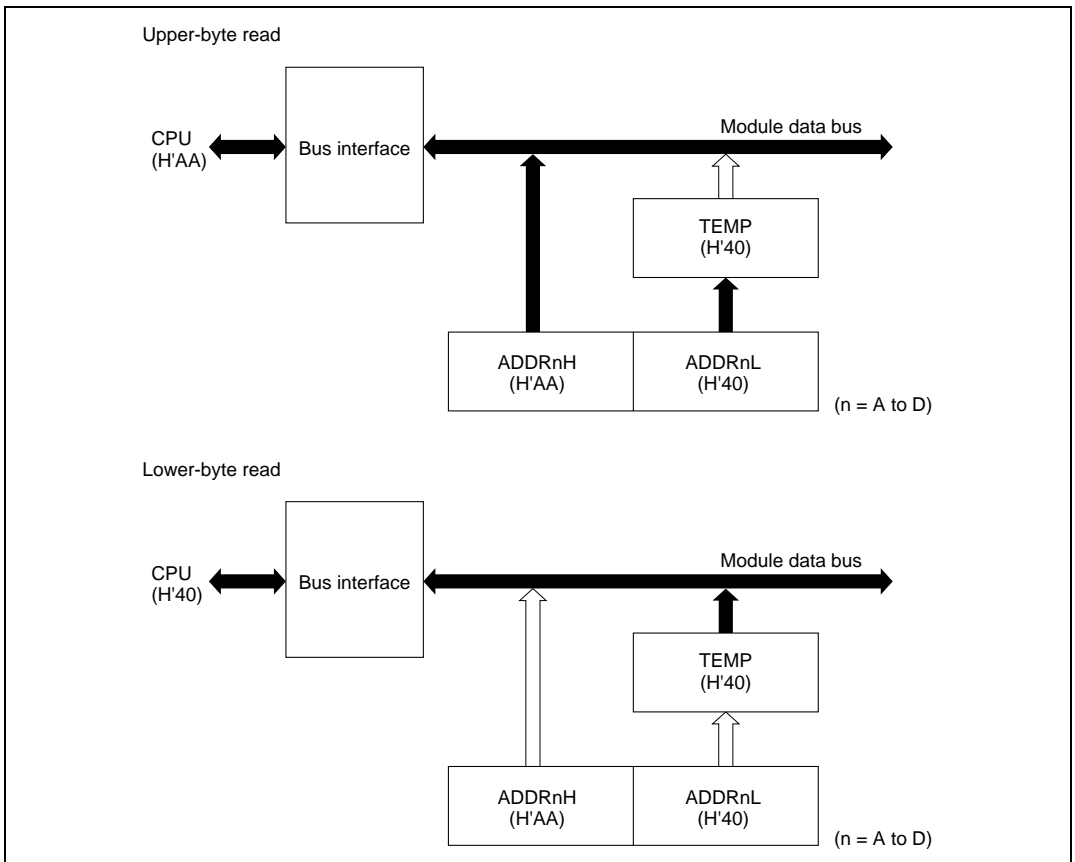 Upper-byte read
CPU
(H'AA)
Bus interface
Module data bus
TEMP
(H'40)
ADDRnH
(H'AA)
ADDRnL
(H'40)
(n = A to D)
Lower-byte read
CPU
(H'40)
Bus interface
Module data bus
TEMP
(H'40)
ADDRnH
(H'AA)
ADDRnL
(H'40)
(n = A to D)